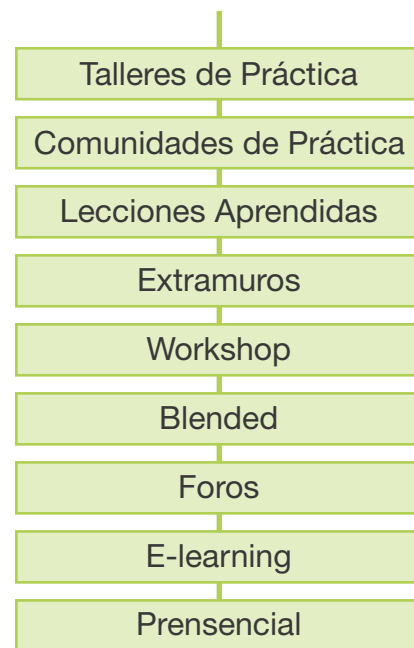 Talleres de Práctica
Comunidades de Práctica
Lecciones Aprendidas
Extramuros
Workshop
Blended
Foros
E-learning
Prensencial